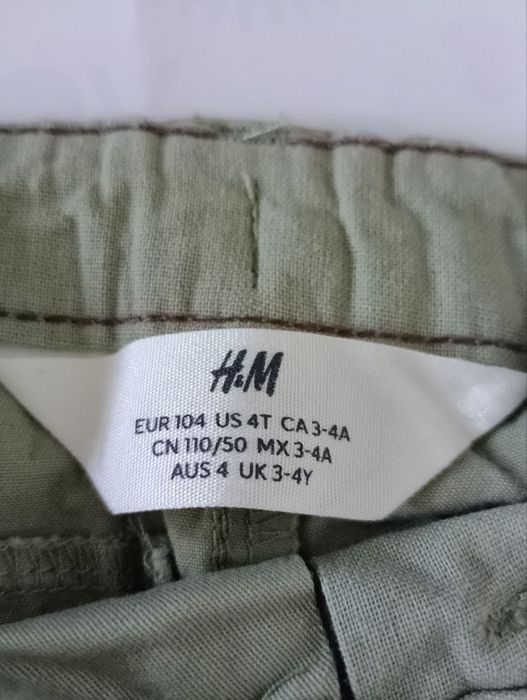 H&M
EUR 104 US 4T CA 3-4A
CN 110/50 MX 3-4A
AUS 4 UK 3-4Y